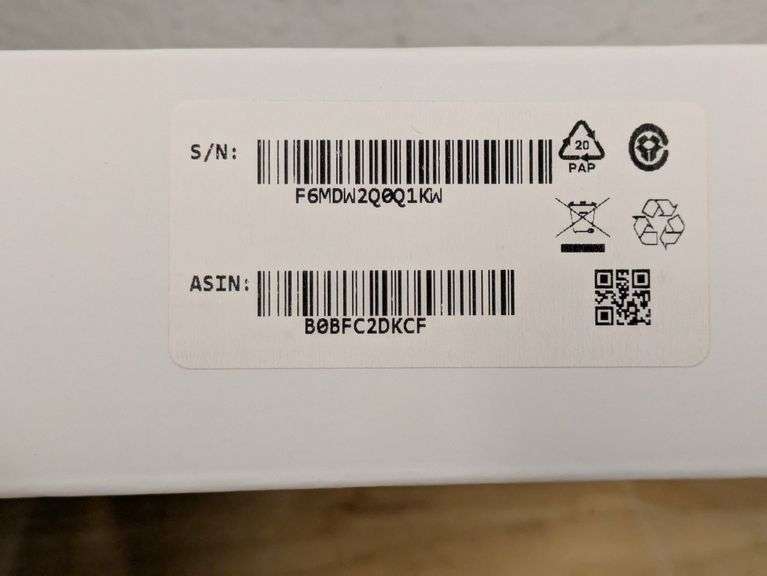 S/N:
F6MDW2Q0Q1KW
20
PAP
ASIN:
B0BFC2DKCF